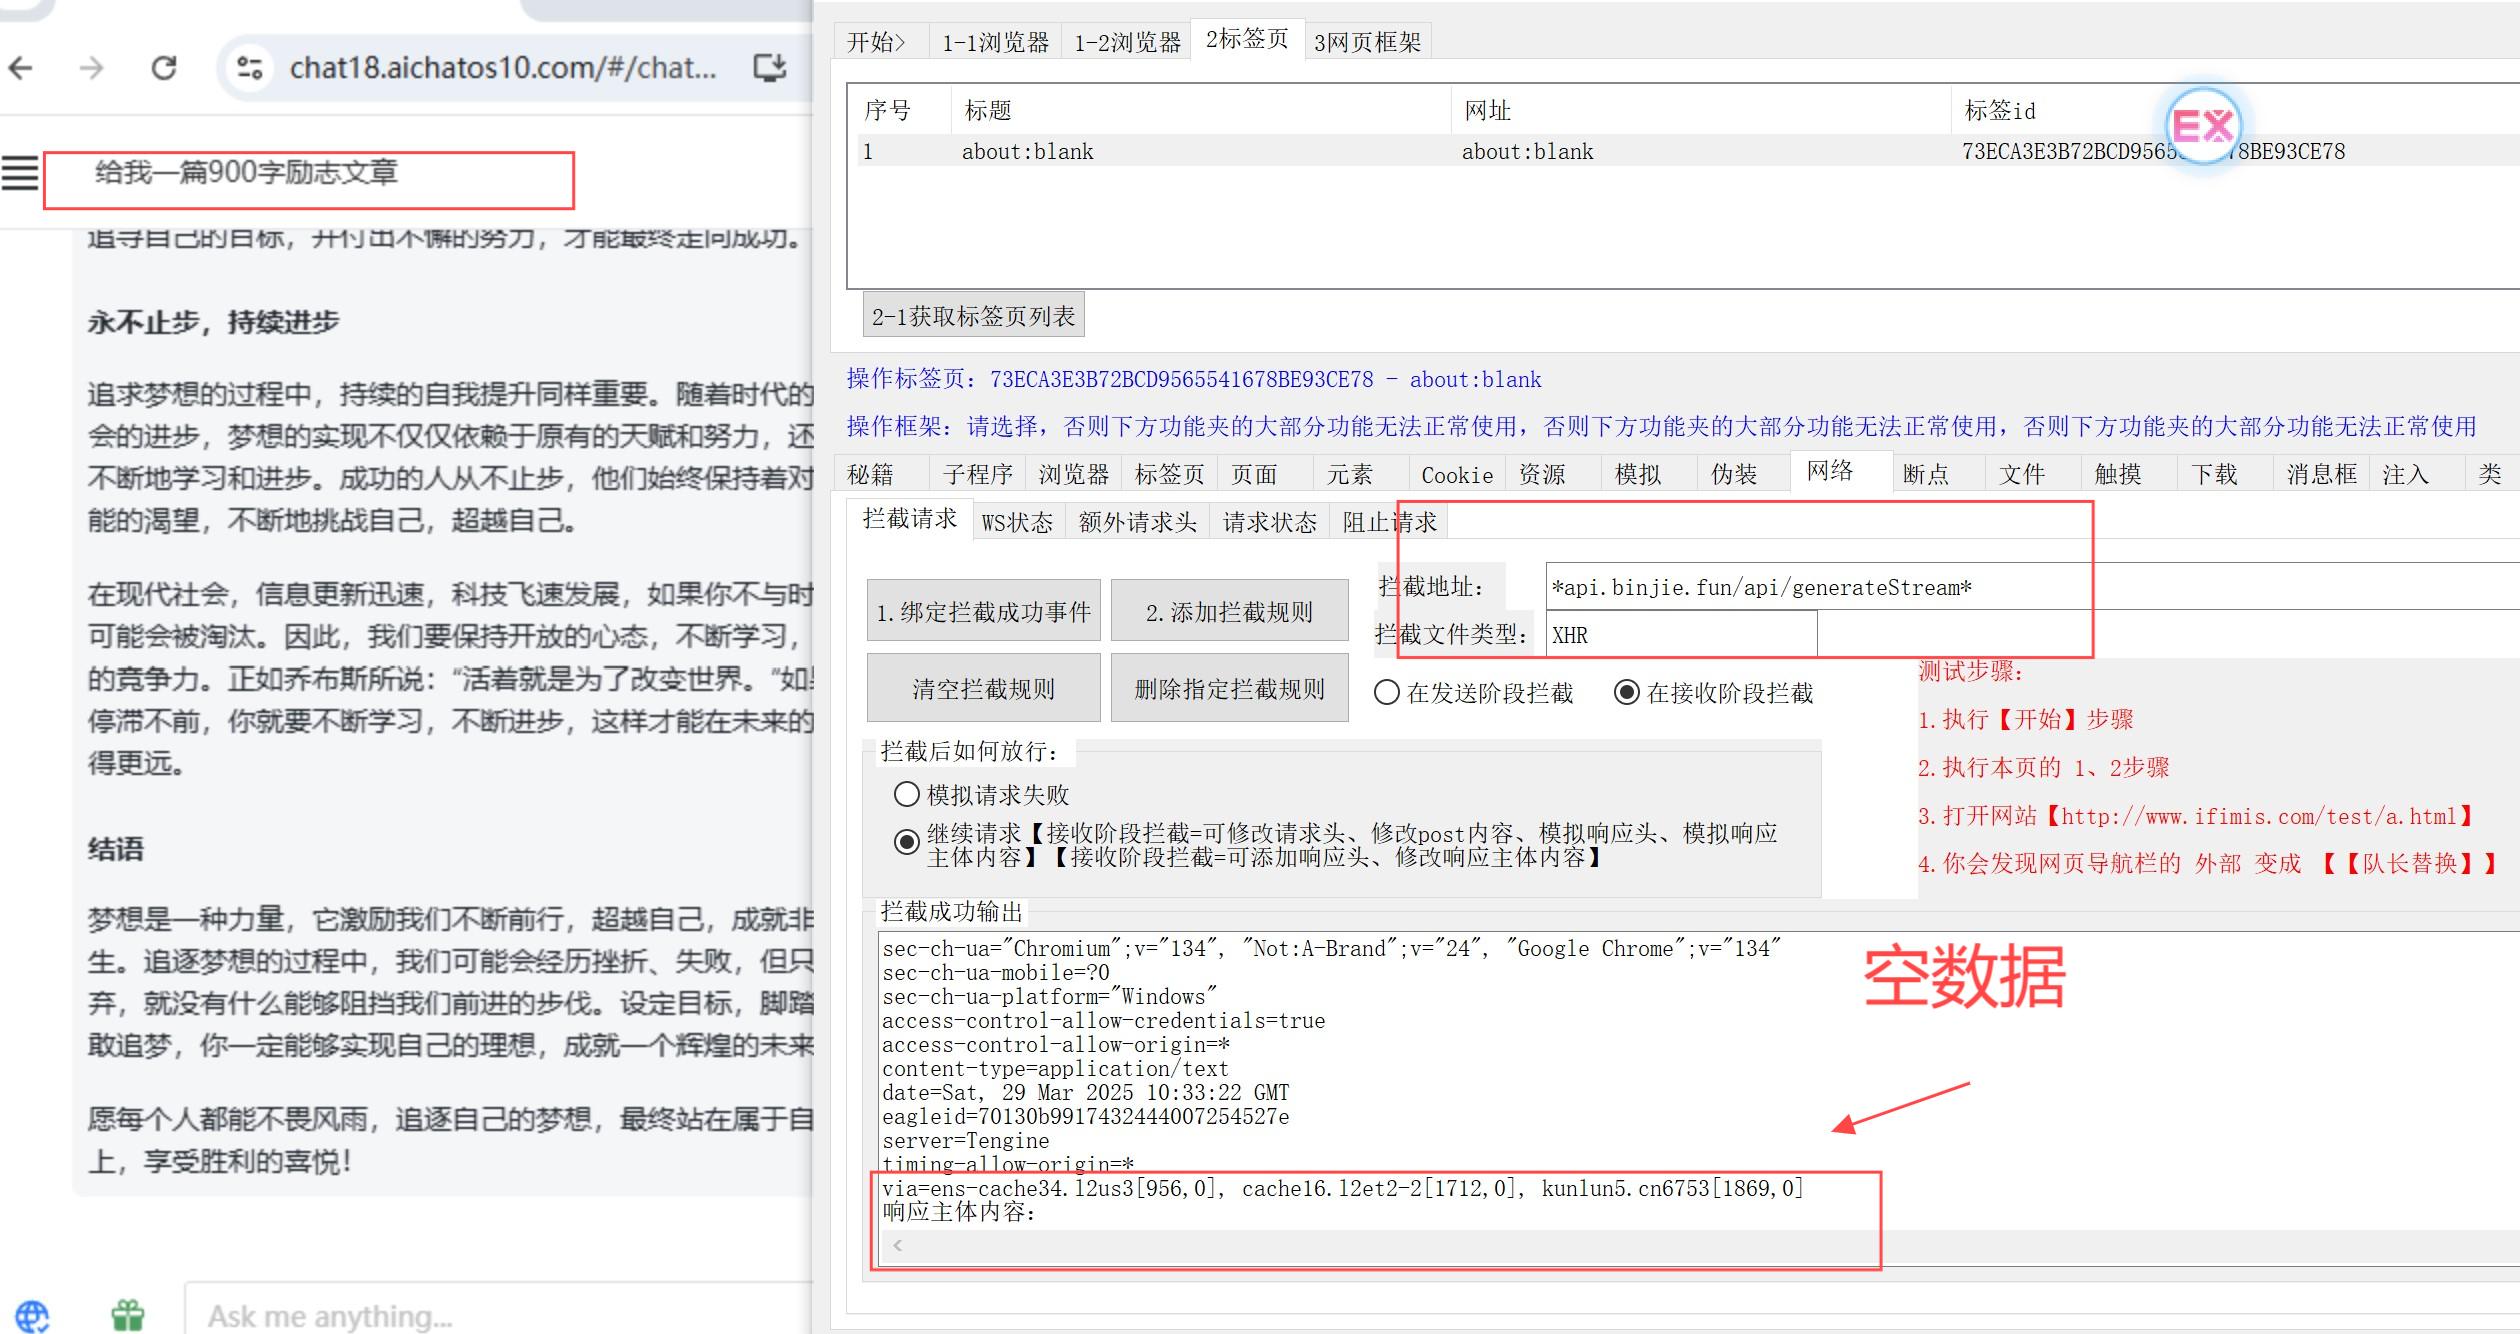 chat18.aichatos10.com/#/chat...
给我一篇900字励志文章
追寻自己的目标，并付出不懈的努力，才能最终走向成功。
永不止步，持续进步
追求梦想的过程中，持续的自我提升同样重要。随着时代的
会的进步，梦想的实现不仅仅依赖于原有的天赋和努力，还
不断地学习和进步。成功的人从不止步，他们始终保持着对
能的渴望，不断地挑战自己，超越自己。
在现代社会，信息更新迅速，科技飞速发展，如果你不与时
可能会被淘汰。因此，我们要保持开放的心态，不断学习，
的竞争力。正如乔布斯所说：“活着就是为了改变世界。”如果
停滞不前，你就要不断学习，不断进步，这样才能在未来的
得更远。
结语
梦想是一种力量，它激励我们不断前行，超越自己，成就非
生。追逐梦想的过程中，我们可能会经历挫折、失败，但只
弃，就没有什么能够阻挡我们前进的步伐。设定目标，脚踏
敢追梦，你一定能够实现自己的理想，成就一个辉煌的未来
愿每个人都能不畏风雨，追逐自己的梦想，最终站在属于自
上，享受胜利的喜悦！
Ask me anything...
开始> 1-1浏览器 1-2浏览器 2标签页 3网页框架
序号 标题 网址 标签id
1 about:blank about:blank 73ECA3E3B72BCD9565 78BE93CE78
EX
2-1获取标签页列表
操作标签页：73ECA3E3B72BCD9565541678BE93CE78 - about:blank
操作框架：请选择，否则下方功能夹的大部分功能无法正常使用，否则下方功能夹的大部分功能无法正常使用，否则下方功能夹的大部分功能无法正常使用
秘籍 子程序 浏览器 标签页 页面 元素 Cookie 资源 模拟 伪装 网络 断点 文件 触摸 下载 消息框 注入 类
拦截请求 WS状态 额外请求头 请求状态 阻止请求
1.绑定拦截成功事件 2.添加拦截规则 拦截地址： *api.binjie.fun/api/generateStream*
拦截文件类型： XHR
清空拦截规则 删除指定拦截规则 在发送阶段拦截 在接收阶段拦截
测试步骤：
1.执行【开始】步骤
2.执行本页的 1、2步骤
3.打开网站【http://www.ifimis.com/test/a.html】
4.你会发现网页导航栏的 外部 变成 【【队长替换】】
拦截后如何放行：
模拟请求失败
继续请求【接收阶段拦截=可修改请求头、修改post内容、模拟响应头、模拟响应
主体内容】【接收阶段拦截=可添加响应头、修改响应主体内容】
拦截成功输出
sec-ch-ua="Chromium";v="134", "Not:A-Brand";v="24", "Google Chrome";v="134"
sec-ch-ua-mobile=?0
sec-ch-ua-platform="Windows"
access-control-allow-credentials=true
access-control-allow-origin=*
content-type=application/text
date=Sat, 29 Mar 2025 10:33:22 GMT
eagleid=70130b9917432444007254527e
server=Tengine
timing-allow-origin=*
via=ens-cache34.l2us3[956,0], cache16.l2et2-2[1712,0], kunlun5.cn6753[1869,0]
响应主体内容：
空数据